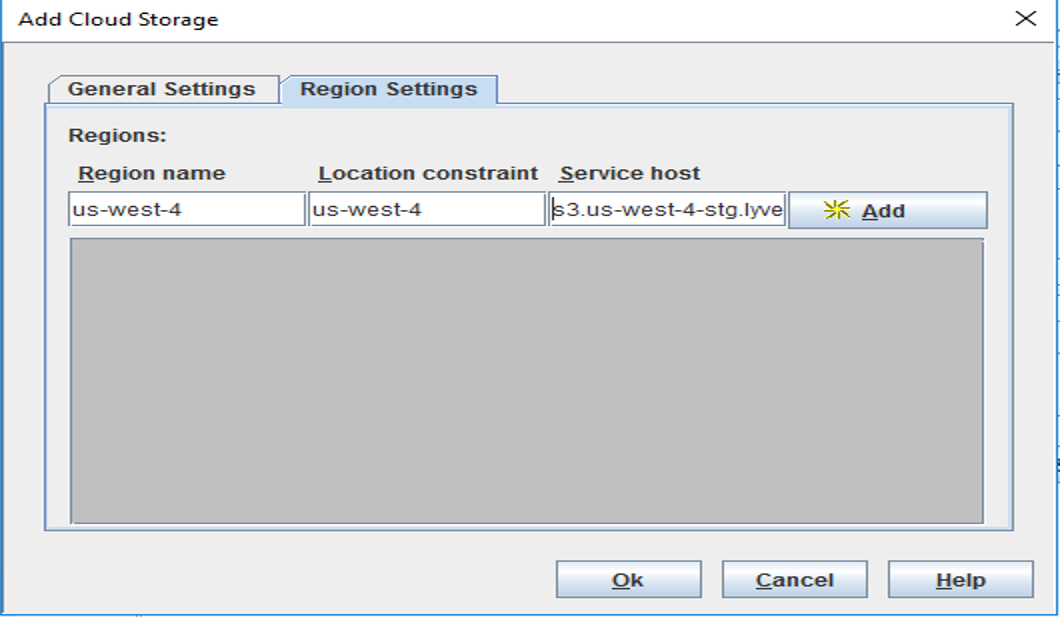 Add Cloud Storage
General Settings Region Settings
Regions:
Region name Location constraint Service host
us-west-4 us-west-4 s3.us-west-4-stg.lyve Add
Ok Cancel Help